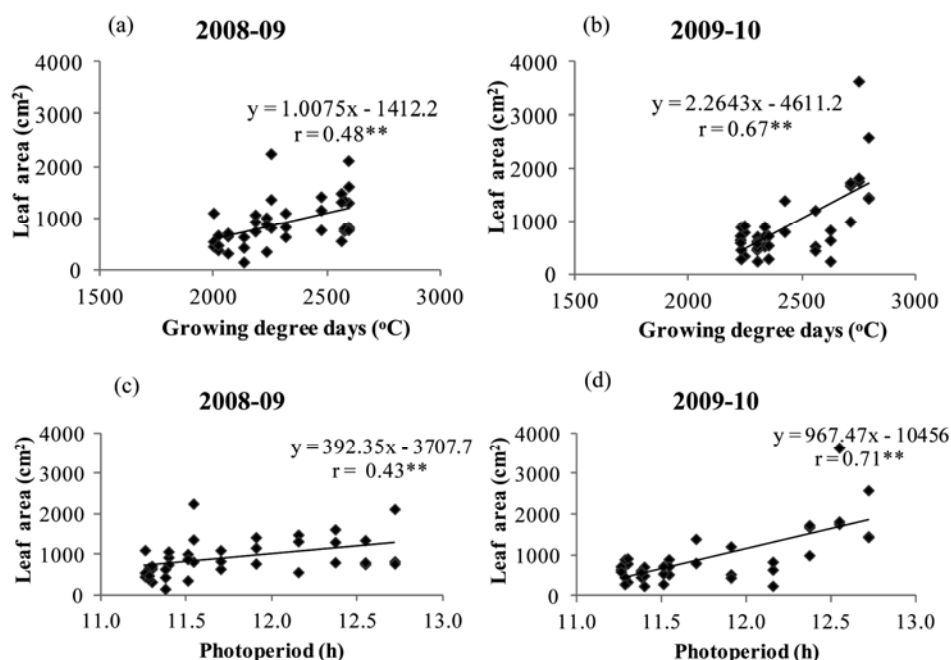 (a)
2008-09
Leaf area (cm²)
4000
3000
2000
1000
0
y = 1.0075x - 1412.2
r = 0.48**
1500
2000
2500
3000
Growing degree days (ºC)
(b)
2009-10
Leaf area (cm²)
4000
3000
2000
1000
0
y = 2.2643x - 4611.2
r = 0.67**
1500
2000
2500
3000
Growing degree days (ºC)
(c)
2008-09
Leaf area (cm²)
4000
3000
2000
1000
0
y = 392.35x - 3707.7
r = 0.43**
11.0
11.5
12.0
12.5
13.0
Photoperiod (h)
(d)
2009-10
Leaf area (cm²)
4000
3000
2000
1000
0
y = 967.47x - 10456
r = 0.71**
11.0
11.5
12.0
12.5
13.0
Photoperiod (h)